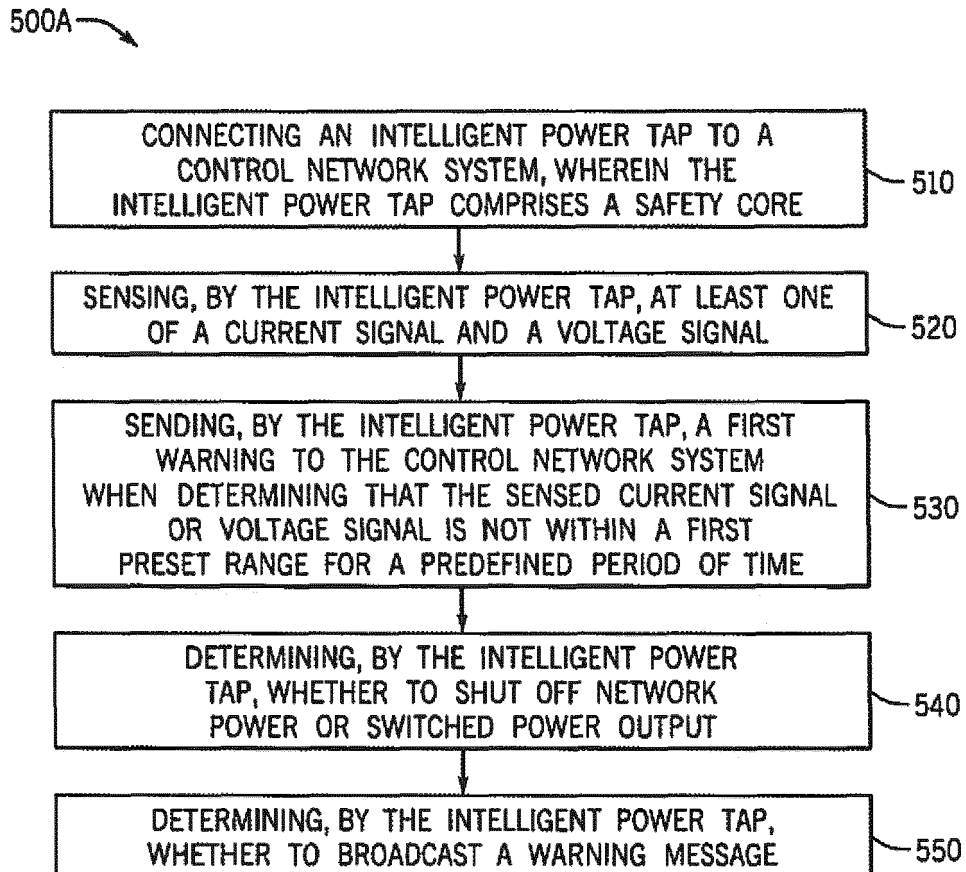 500A
CONNECTING AN INTELLIGENT POWER TAP TO A
CONTROL NETWORK SYSTEM, WHEREIN THE
INTELLIGENT POWER TAP COMPRISES A SAFETY CORE
510
SENSING, BY THE INTELLIGENT POWER TAP, AT LEAST ONE
OF A CURRENT SIGNAL AND A VOLTAGE SIGNAL
520
SENDING, BY THE INTELLIGENT POWER TAP, A FIRST
WARNING TO THE CONTROL NETWORK SYSTEM
WHEN DETERMINING THAT THE SENSED CURRENT SIGNAL
OR VOLTAGE SIGNAL IS NOT WITHIN A FIRST
PRESET RANGE FOR A PREDEFINED PERIOD OF TIME
530
DETERMINING, BY THE INTELLIGENT POWER
TAP, WHETHER TO SHUT OFF NETWORK
POWER OR SWITCHED POWER OUTPUT
540
DETERMINING, BY THE INTELLIGENT POWER TAP,
WHETHER TO BROADCAST A WARNING MESSAGE
550